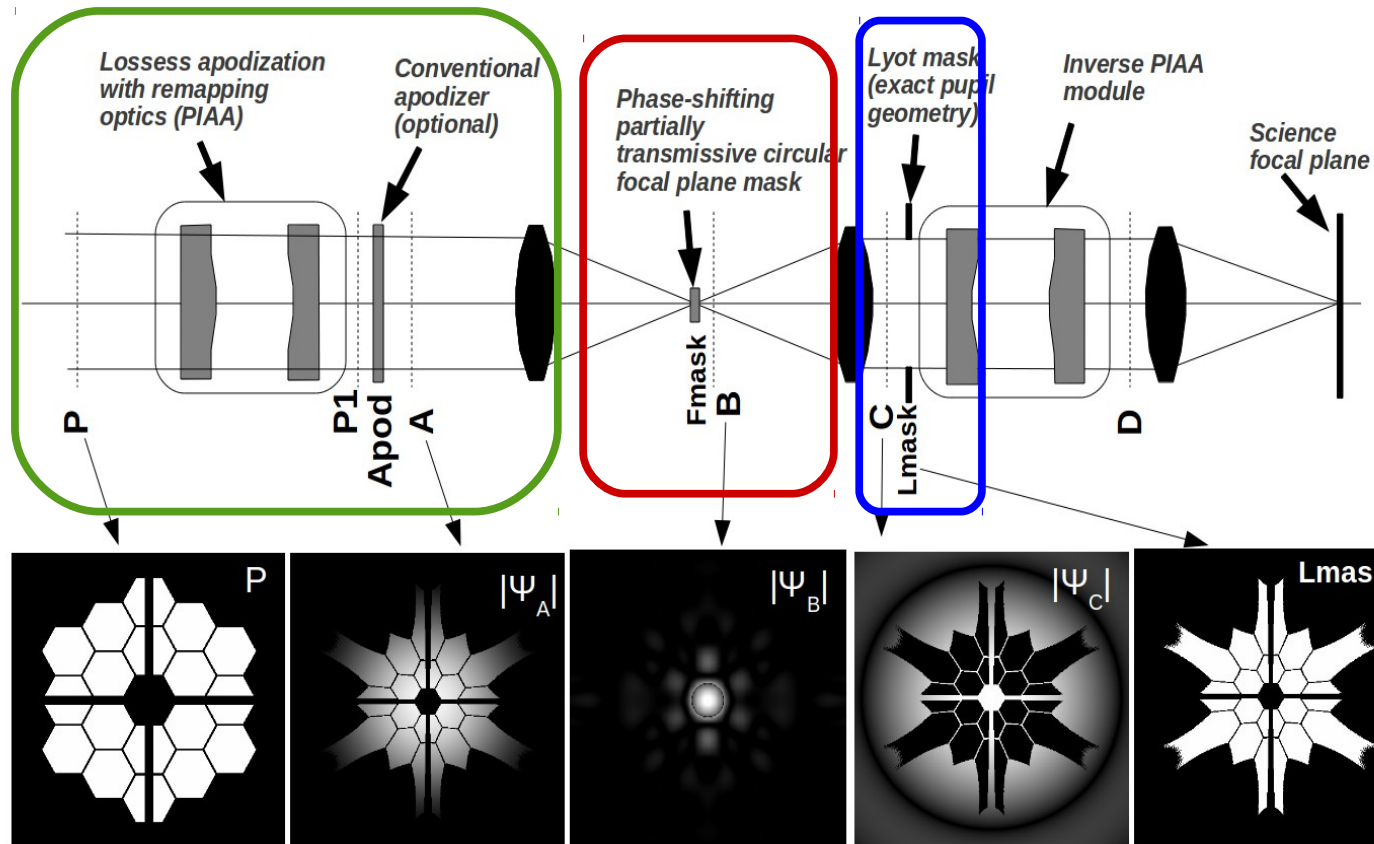 Lossess apodization
with remapping
optics (PIAA)
Conventional
apodizer
(optional)
Phase-shifting
partially
transmissive circular
focal plane mask
Lyot mask
(exact pupil
geometry)
Inverse PIAA
module
Science
focal plane
P
P1
Apod
A
Fmask
B
C
Lmask
D
P
|Ψ_A|
|Ψ_B|
|Ψ_C|
Lmas